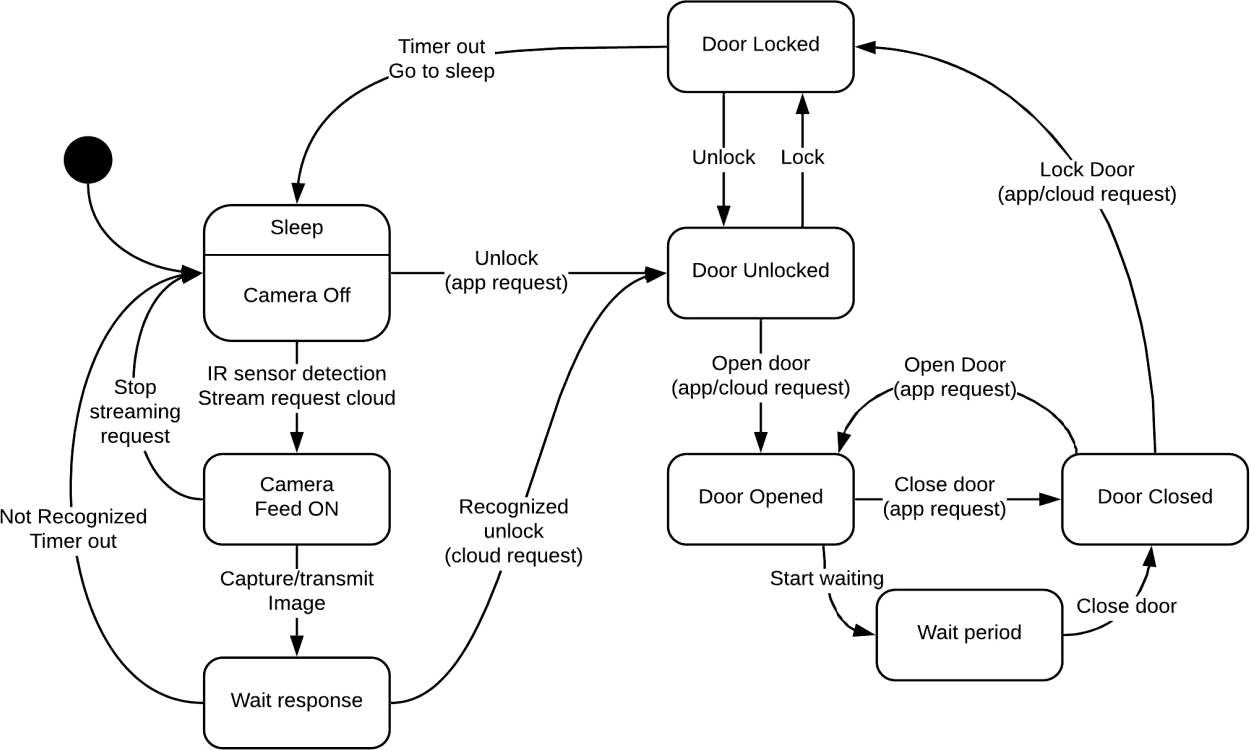 Door Locked
Timer out
Go to sleep
Unlock
Lock
Lock Door
(app/cloud request)
Sleep
Camera Off
Unlock
(app request)
Door Unlocked
IR sensor detection
Stream request cloud
Stop
streaming
request
Open door
(app/cloud request)
Open Door
(app request)
Camera
Feed ON
Door Opened
Close door
(app request)
Door Closed
Not Recognized
Timer out
Recognized
unlock
(cloud request)
Capture/transmit
Image
Start waiting
Wait period
Close door
Wait response